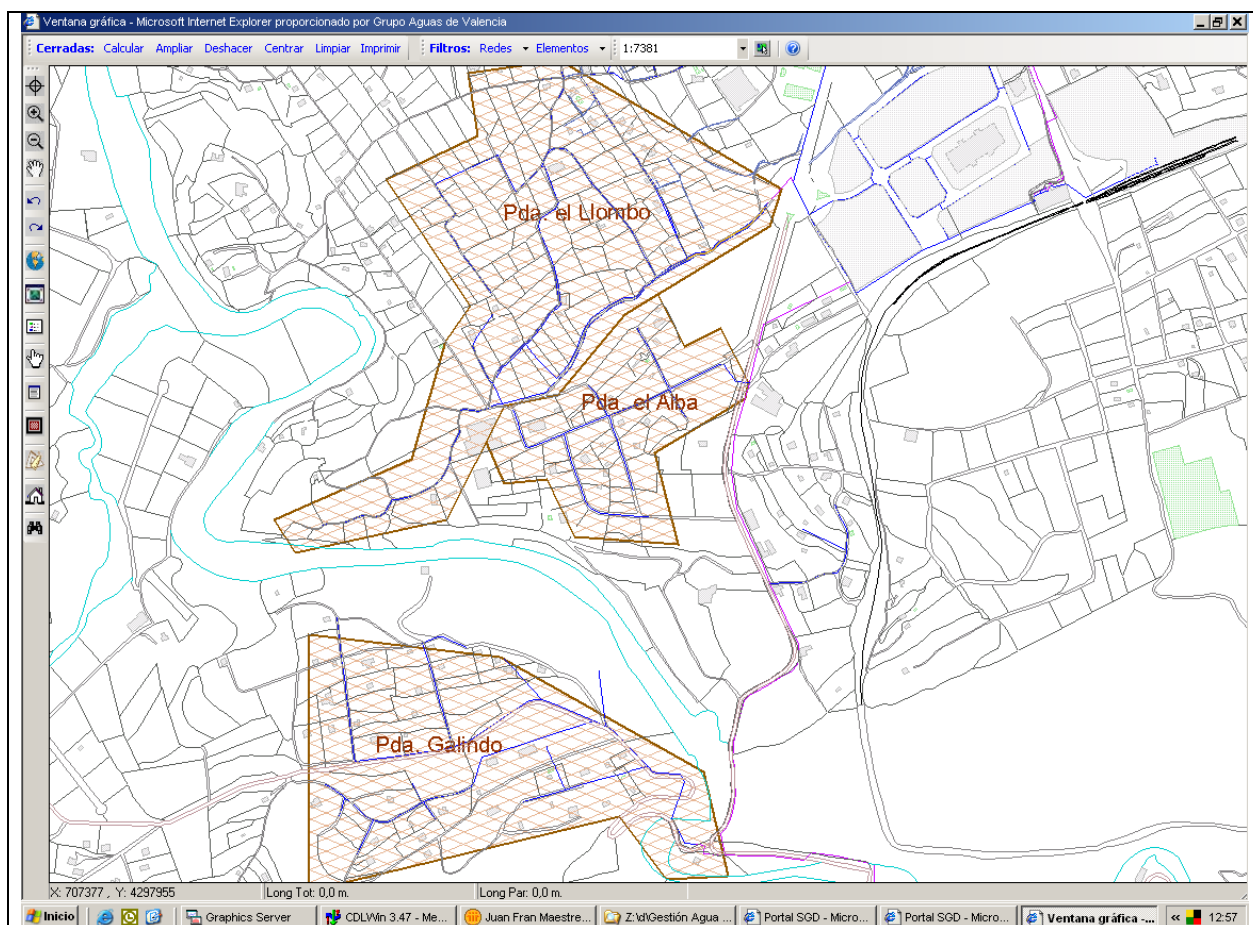 Ventana gráfica - Microsoft Internet Explorer proporcionado por Grupo Aguas de Valencia
Cerradas: Calcular Ampliar Deshacer Centrar Limpiar Imprimir Filtros: Redes Elementos 1:7381
Pda. el Llombo
Pda. el Alba
Pda. Galindo
X: 707377 , Y: 4297955 Long Tot: 0,0 m. Long Par: 0,0 m.
Inicio Graphics Server CDLWin 3.47 - Me... Juan Fran Maestre... Z:\d\Gestión Agua ... Portal SGD - Micro... Portal SGD - Micro... Ventana gráfica -... « 12:57